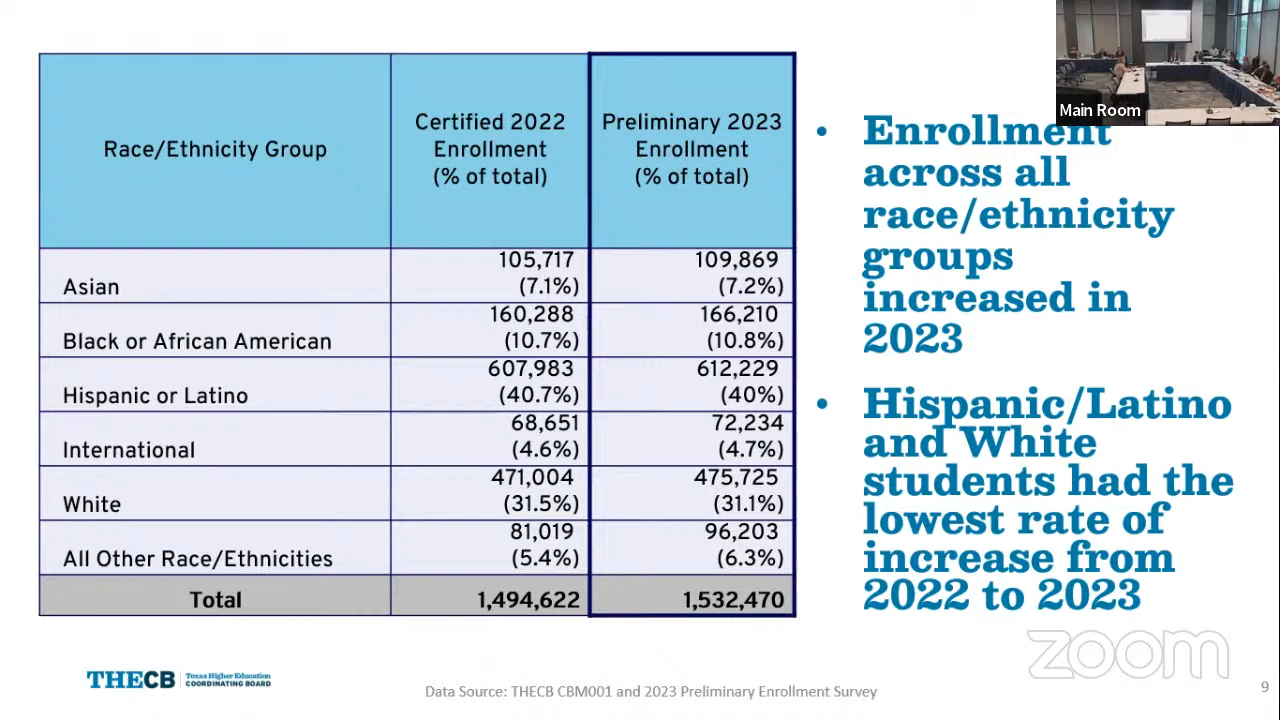 Main Room
Race/Ethnicity Group
Certified 2022
Enrollment
(% of total)
Preliminary 2023
Enrollment
(% of total)
Asian
105,717
(7.1%)
109,869
(7.2%)
Black or African American
160,288
(10.7%)
166,210
(10.8%)
Hispanic or Latino
607,983
(40.7%)
612,229
(40%)
International
68,651
(4.6%)
72,234
(4.7%)
White
471,004
(31.5%)
475,725
(31.1%)
All Other Race/Ethnicities
81,019
(5.4%)
96,203
(6.3%)
Total
1,494,622
1,532,470
• Enrollment
across all
race/ethnicity
groups
increased in
2023
• Hispanic/Latino
and White
students had the
lowest rate of
increase from
2022 to 2023
zoom
THECB
Texas Higher Education
COORDINATING BOARD
Data Source: THECB CBM001 and 2023 Preliminary Enrollment Survey
9